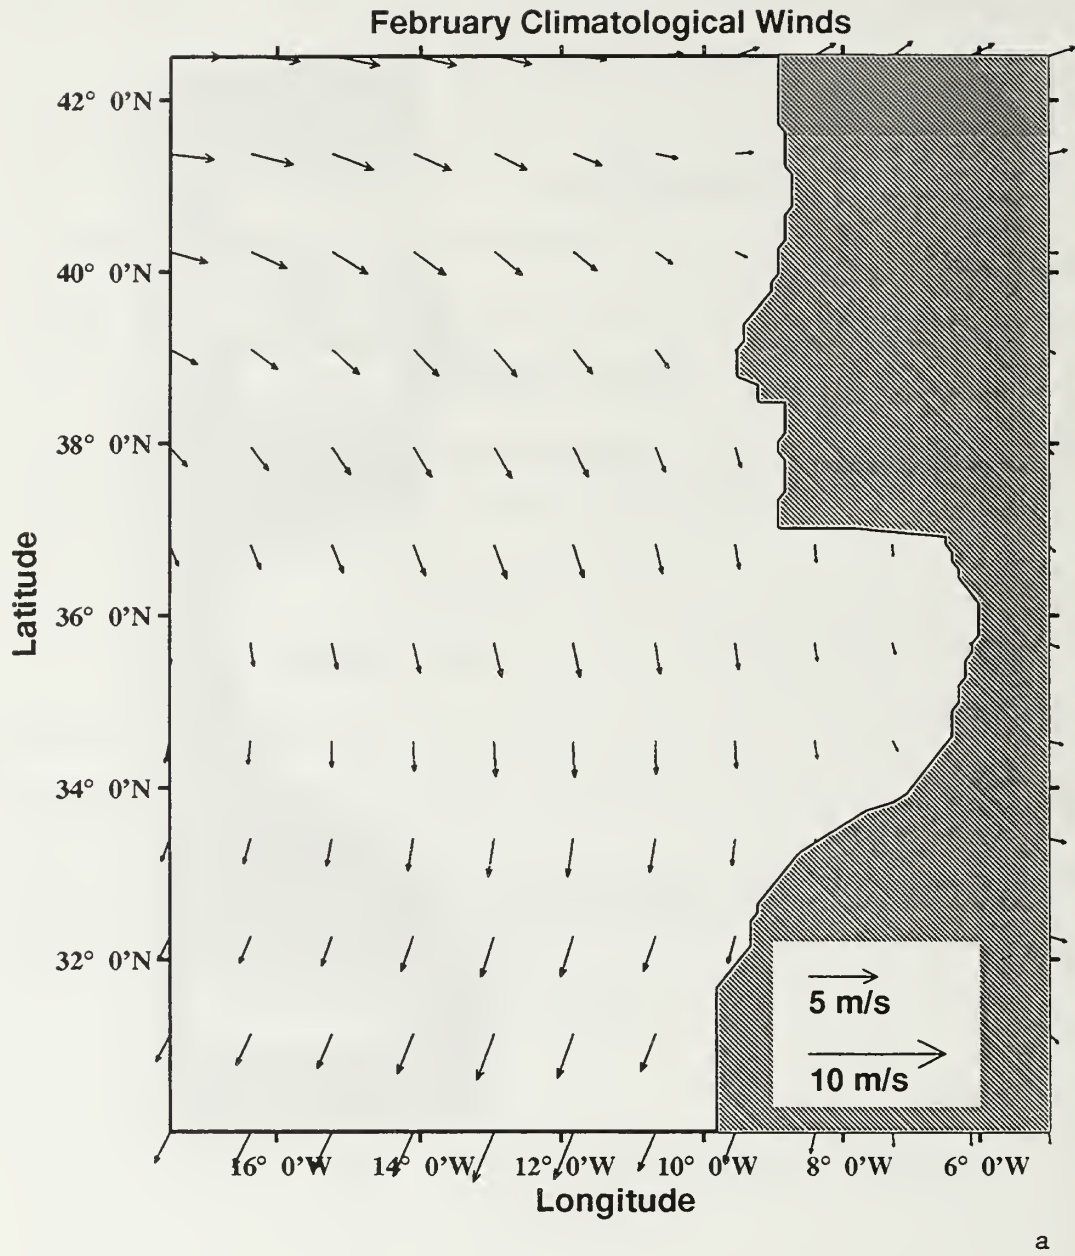 February Climatological Winds
42° 0'N
40° 0'N
38° 0'N
36° 0'N
34° 0'N
32° 0'N
Latitude
5 m/s
10 m/s
16° 0'W 14° 0'W 12° 0'W 10° 0'W 8° 0'W 6° 0'W
Longitude
a